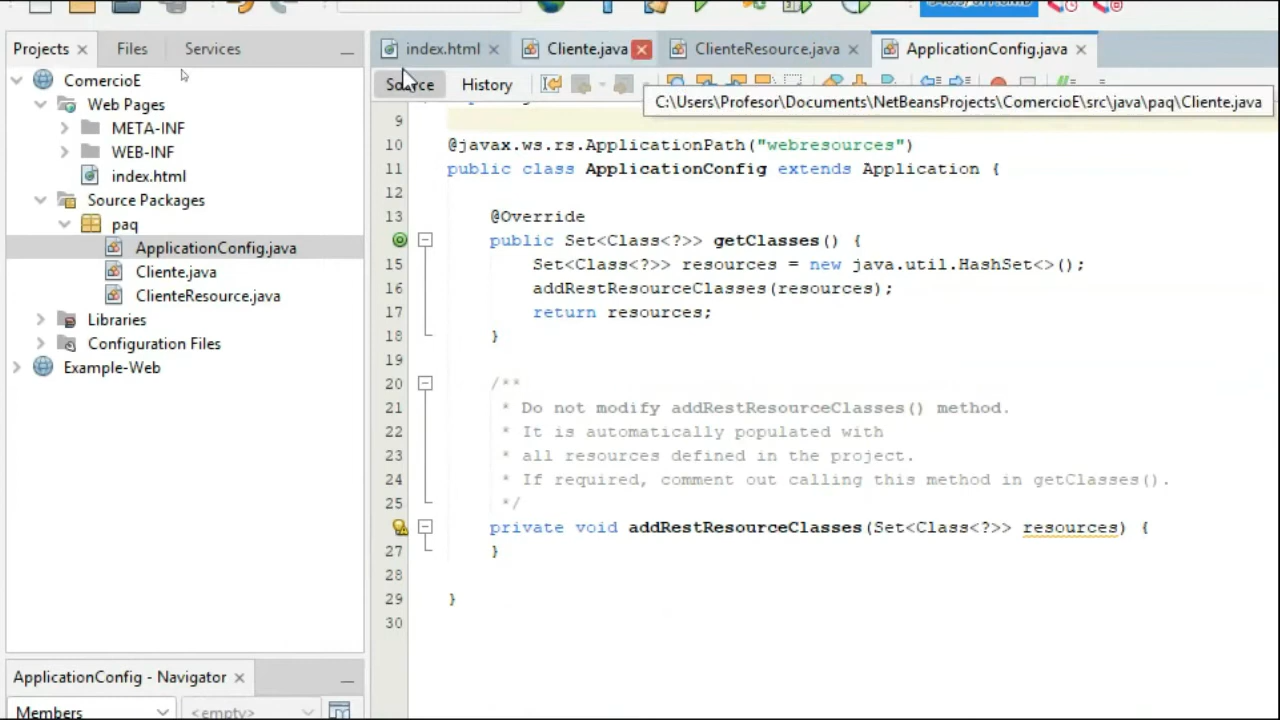 Projects
Files
Services
index.html
Cliente.java
ClienteResource.java
ApplicationConfig.java
Source
History
C:\Users\Profesor\Documents\NetBeansProjects\ComercioE\src\java\paq\Cliente.java
ComercioE
Web Pages
META-INF
WEB-INF
index.html
Source Packages
paq
ApplicationConfig.java
Cliente.java
ClienteResource.java
Libraries
Configuration Files
Example-Web
9
10 @javax.ws.rs.ApplicationPath("webresources")
11 public class ApplicationConfig extends Application {
12
13 @Override
public Set<Class<?>> getClasses() {
15 Set<Class<?>> resources = new java.util.HashSet<>();
16 addRestResourceClasses(resources);
17 return resources;
18 }
19
20 /**
21 * Do not modify addRestResourceClasses() method.
22 * It is automatically populated with
23 * all resources defined in the project.
24 * If required, comment out calling this method in getClasses().
25 */
private void addRestResourceClasses(Set<Class<?>> resources) {
27 }
28
29 }
30
ApplicationConfig - Navigator
Members
<empty>